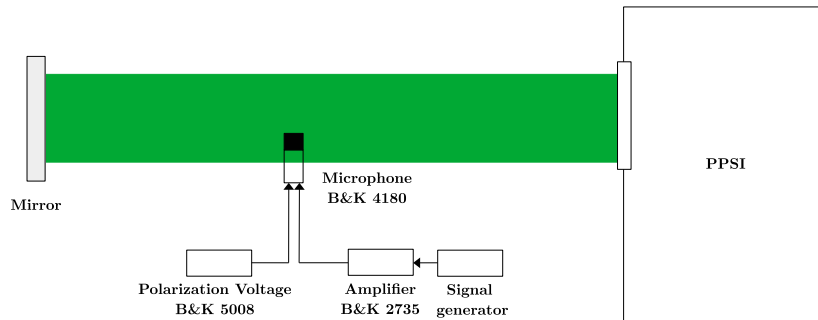 PPSI
Microphone
B&K 4180
Mirror
Polarization Voltage
B&K 5008
Amplifier
B&K 2735
Signal
generator